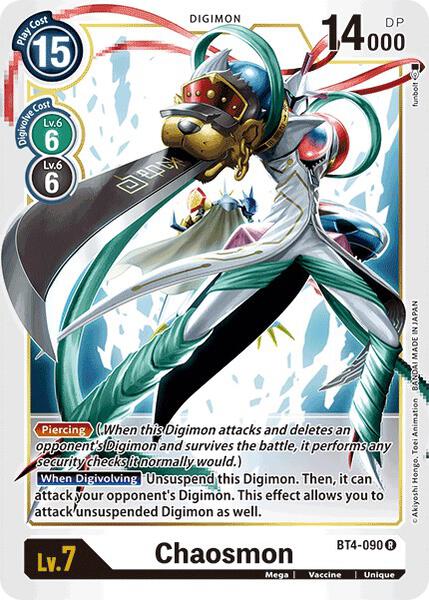 DIGIMON
Play Cost
15
14000
DP
Digivolve Cost
Lv.6
6
Lv.6
6
funbolt
Piercing (When this Digimon attacks and deletes an
opponent's Digimon and survives the battle, it performs any
security checks it normally would.)
When Digivolving Unsuspend this Digimon. Then, it can
attack your opponent's Digimon. This effect allows you to
attack unsuspended Digimon as well.
©Akiyoshi Hongo, Toei Animation BANDAI MADE IN JAPAN
Lv.7
Chaosmon
BT4-090 R
Mega | Vaccine | Unique